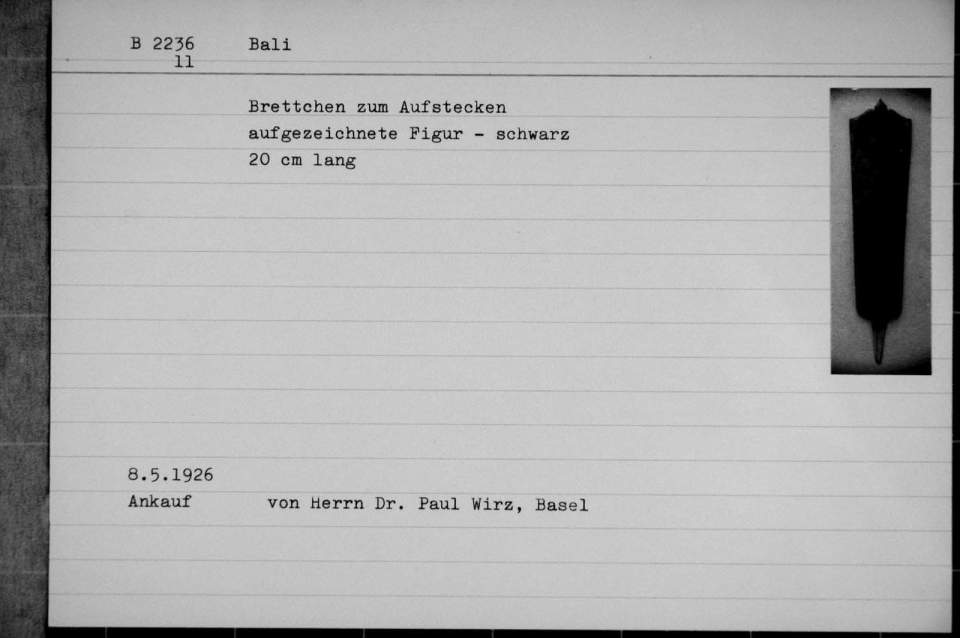 B 2236 Bali
11
Brettchen zum Aufstecken
aufgezeichnete Figur - schwarz
20 cm lang
8.5.1926
Ankauf von Herrn Dr. Paul Wirz, Basel